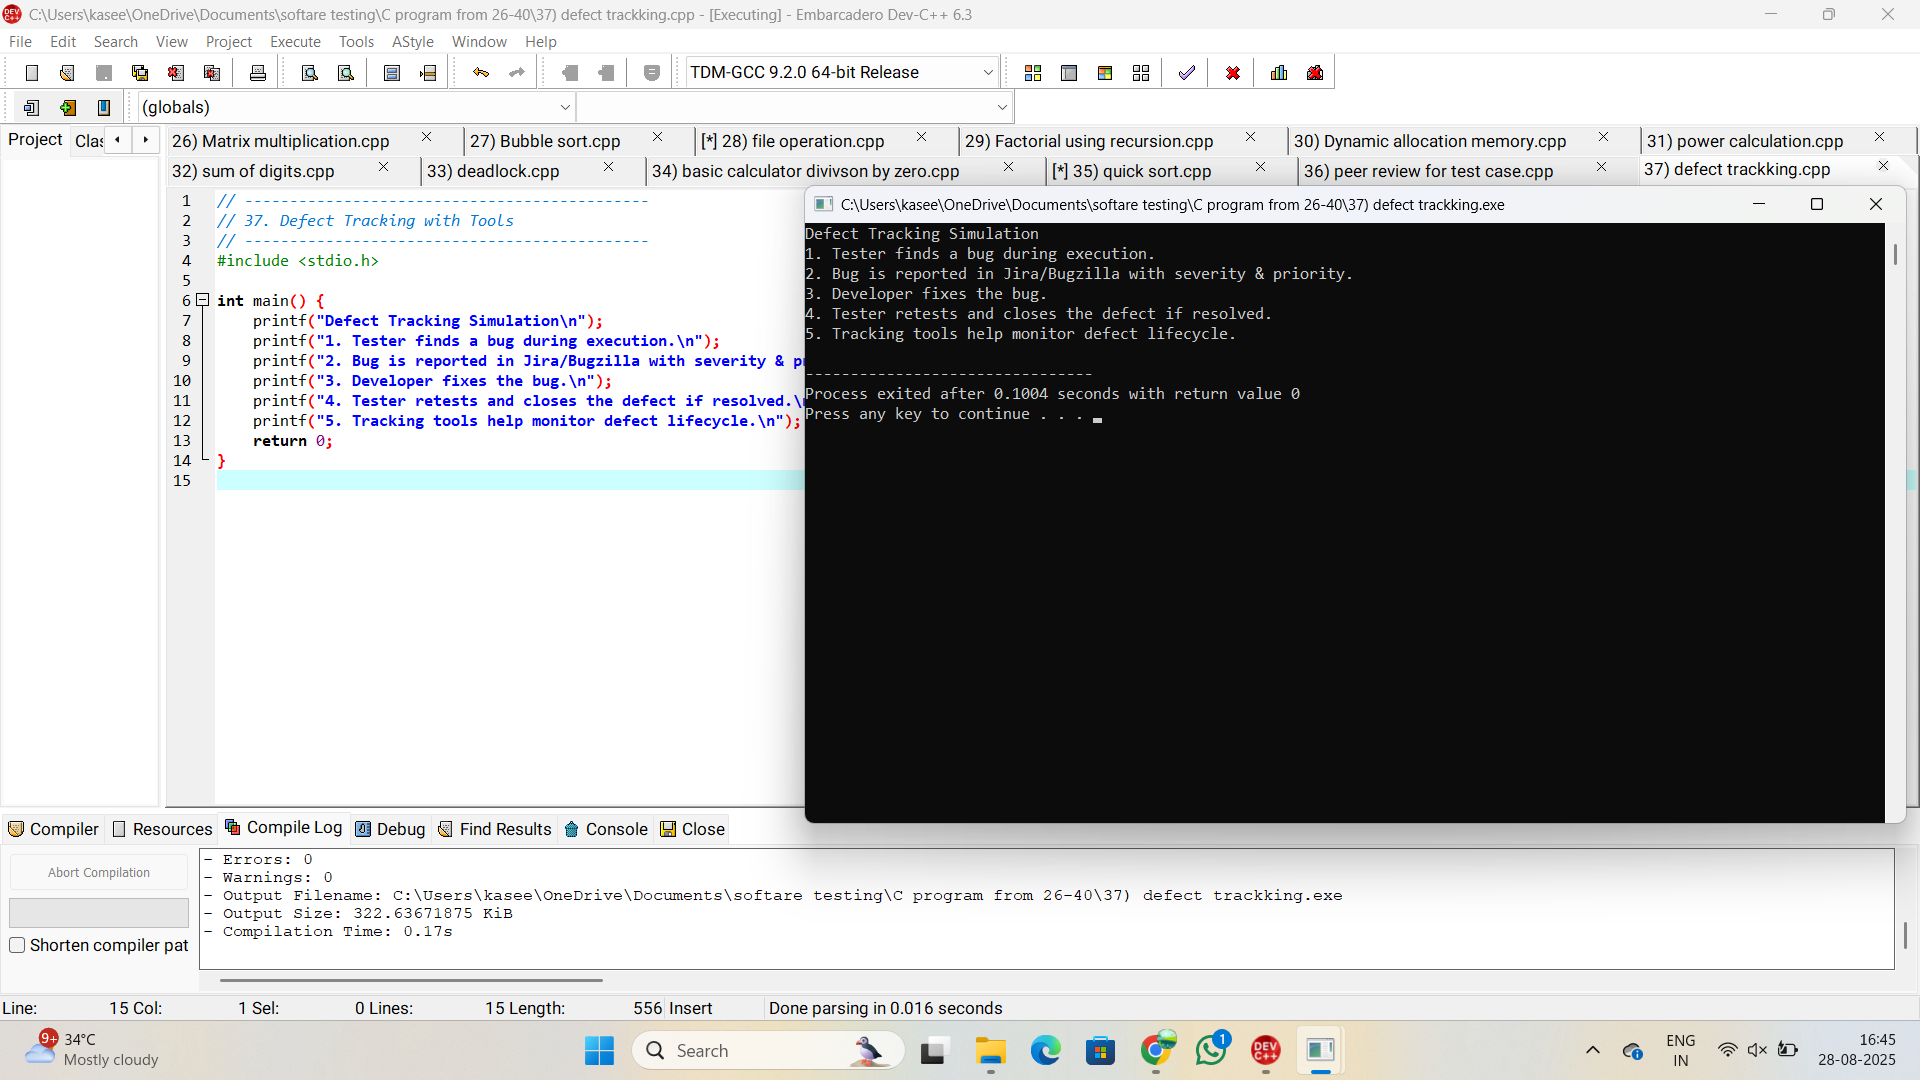 C:\Users\kasee\OneDrive\Documents\softare testing\C program from 26-40\37) defect trackking.cpp - [Executing] - Embarcadero Dev-C++ 6.3
File Edit Search View Project Execute Tools AStyle Window Help
TDM-GCC 9.2.0 64-bit Release
(globals)
Project Clas
26) Matrix multiplication.cpp 27) Bubble sort.cpp [*] 28) file operation.cpp 29) Factorial using recursion.cpp 30) Dynamic allocation memory.cpp 31) power calculation.cpp
32) sum of digits.cpp 33) deadlock.cpp 34) basic calculator divivson by zero.cpp [*] 35) quick sort.cpp 36) peer review for test case.cpp 37) defect trackking.cpp
1 // ---------------------------------------------
2 // 37. Defect Tracking with Tools
3 // ---------------------------------------------
4 #include <stdio.h>
5
6 int main() {
7 printf("Defect Tracking Simulation\n");
8 printf("1. Tester finds a bug during execution.\n");
9 printf("2. Bug is reported in Jira/Bugzilla with severity & p
10 printf("3. Developer fixes the bug.\n");
11 printf("4. Tester retests and closes the defect if resolved.\
12 printf("5. Tracking tools help monitor defect lifecycle.\n");
13 return 0;
14 }
15
C:\Users\kasee\OneDrive\Documents\softare testing\C program from 26-40\37) defect trackking.exe
Defect Tracking Simulation
1. Tester finds a bug during execution.
2. Bug is reported in Jira/Bugzilla with severity & priority.
3. Developer fixes the bug.
4. Tester retests and closes the defect if resolved.
5. Tracking tools help monitor defect lifecycle.
--------------------------------
Process exited after 0.1004 seconds with return value 0
Press any key to continue . . .
Compiler Resources Compile Log Debug Find Results Console Close
Abort Compilation
Shorten compiler pat
- Errors: 0
- Warnings: 0
- Output Filename: C:\Users\kasee\OneDrive\Documents\softare testing\C program from 26-40\37) defect trackking.exe
- Output Size: 322.63671875 KiB
- Compilation Time: 0.17s
Line: 15 Col: 1 Sel: 0 Lines: 15 Length: 556 Insert Done parsing in 0.016 seconds
9+
34°C
Mostly cloudy
Search
1
DEV C++
ENG
IN
16:45
28-08-2025